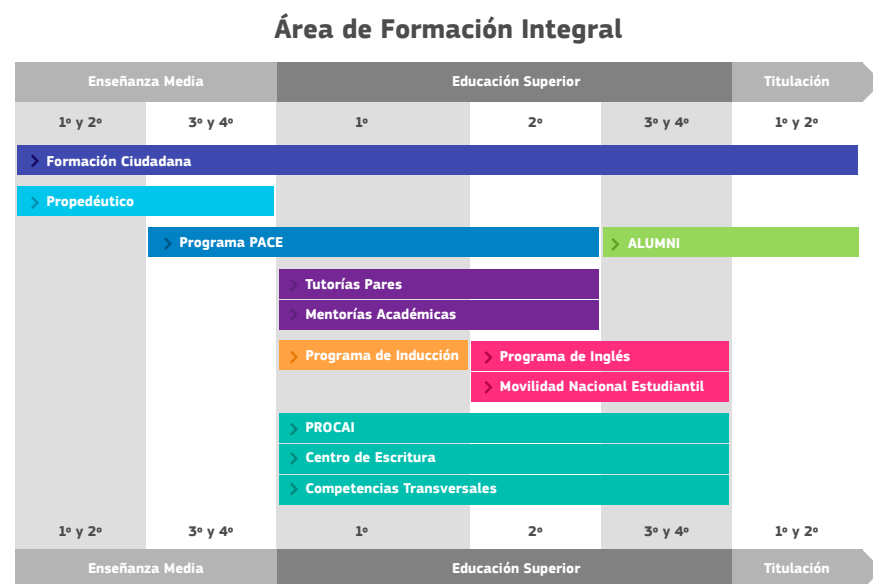 Área de Formación Integral
Enseñanza Media Educación Superior Titulación
1º y 2º 3º y 4º 1º 2º 3º y 4º 1º y 2º
Formación Ciudadana
Propedéutico
Programa PACE ALUMNI
Tutorías Pares
Mentorías Académicas
Programa de Inducción Programa de Inglés
Movilidad Nacional Estudiantil
PROCAI
Centro de Escritura
Competencias Transversales
1º y 2º 3º y 4º 1º 2º 3º y 4º 1º y 2º
Enseñanza Media Educación Superior Titulación